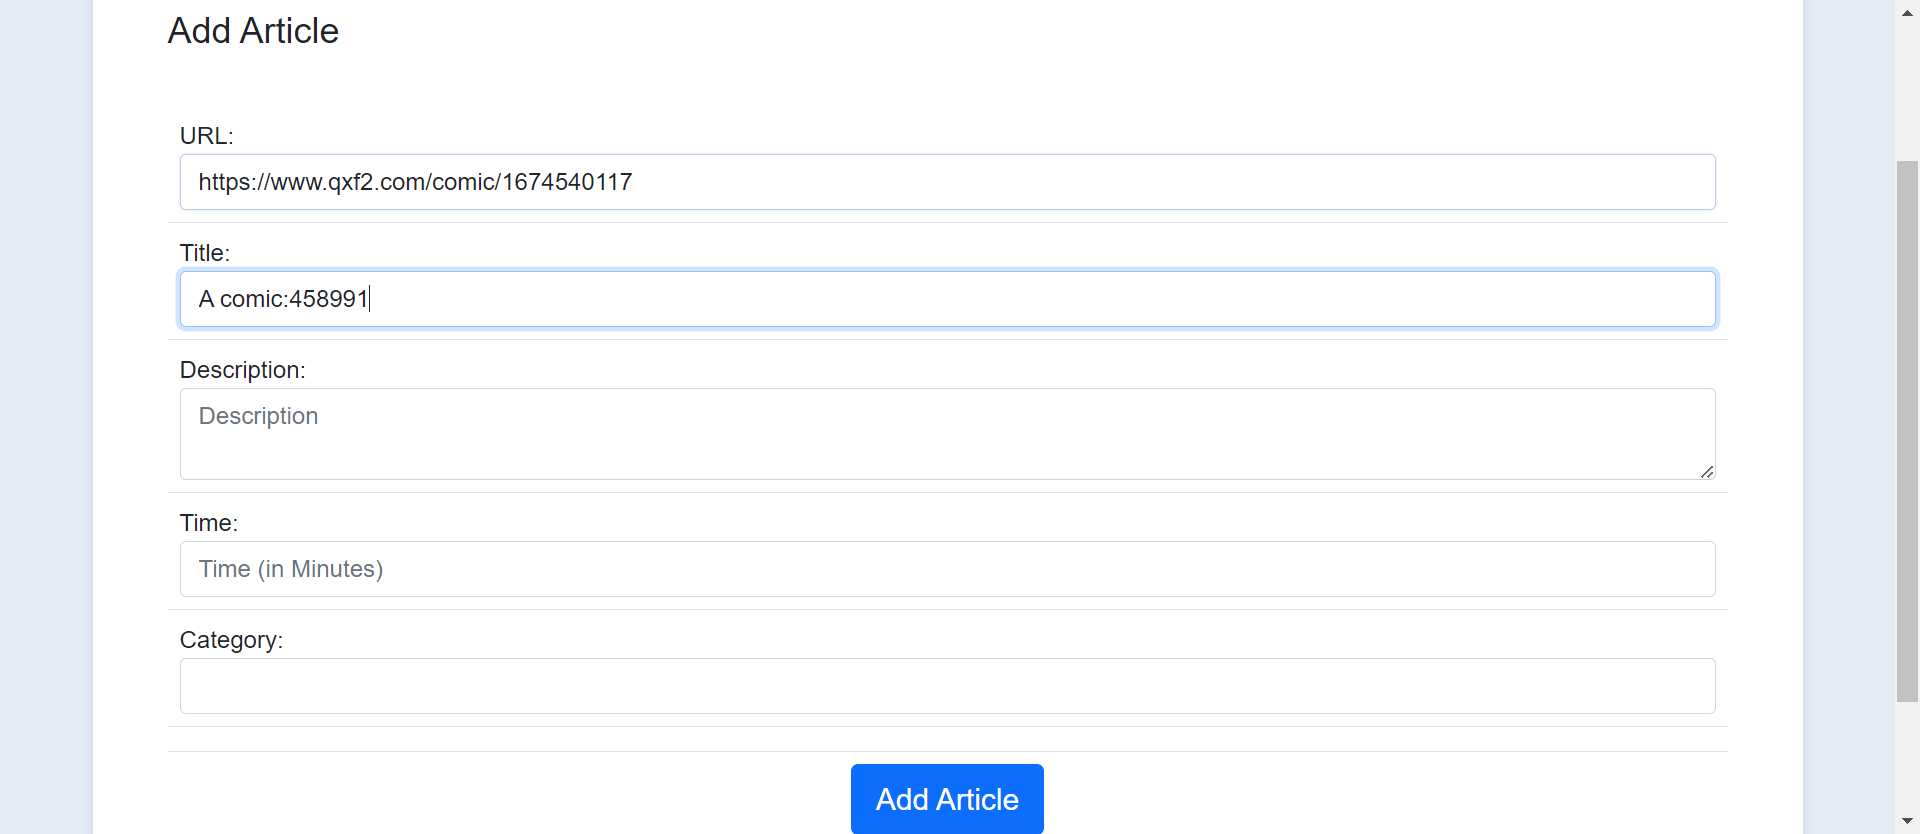 Add Article
URL:
https://www.qxf2.com/comic/1674540117
Title:
A comic:458991
Description:
Description
Time:
Time (in Minutes)
Category:
Add Article